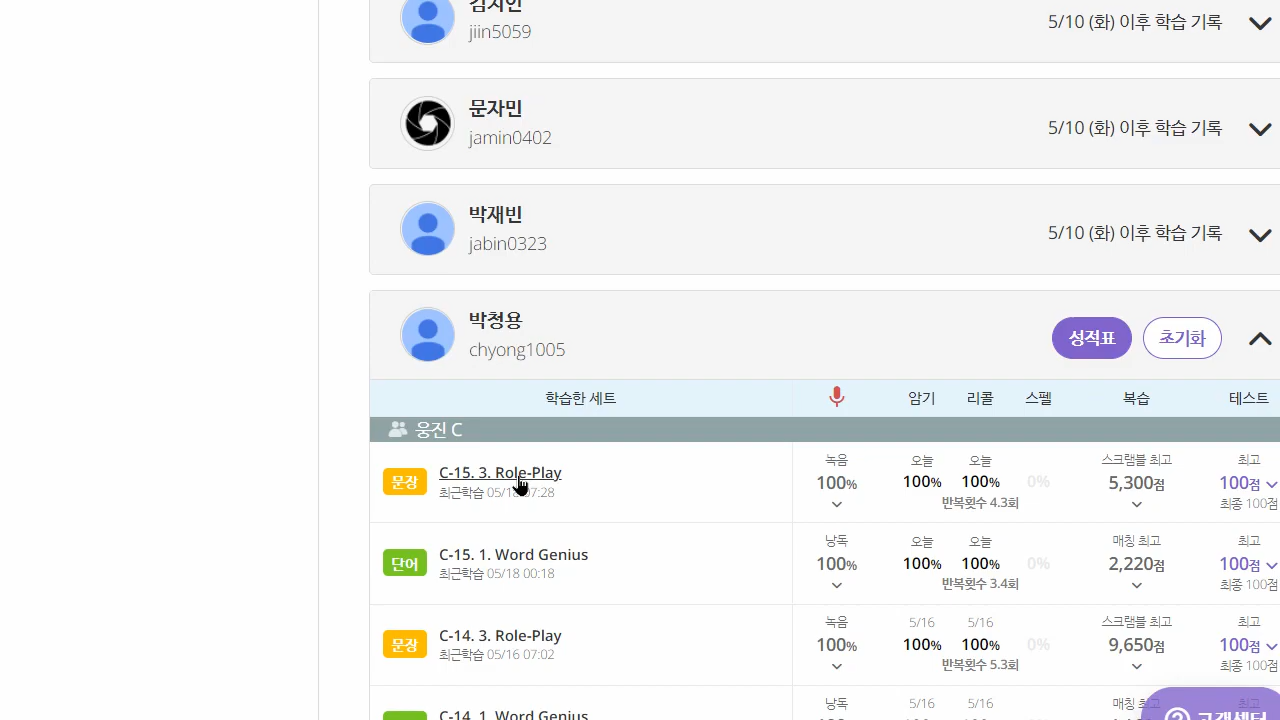 김지인
jiin5059
5/10 (화) 이후 학습 기록
문자민
jamin0402
5/10 (화) 이후 학습 기록
박재빈
jabin0323
5/10 (화) 이후 학습 기록
박청용
chyong1005
성적표 초기화
학습한 세트 암기 리콜 스펠 복습 테스트
웅진 C
문장 C-15. 3. Role-Play
최근학습 05/18 07:28
녹음 오늘 오늘 스크램블 최고 최고
100% 100% 100% 0% 5,300점 100점
반복횟수 4.3회 최종 100점
단어 C-15. 1. Word Genius
최근학습 05/18 00:18
낭독 오늘 오늘 매칭 최고 최고
100% 100% 100% 0% 2,220점 100점
반복횟수 3.4회 최종 100점
문장 C-14. 3. Role-Play
최근학습 05/16 07:02
녹음 5/16 5/16 스크램블 최고 최고
100% 100% 100% 0% 9,650점 100점
반복횟수 5.3회 최종 100점
C-14. 1. Word Genius
낭독 5/16 5/16 매칭 최고
고객센터